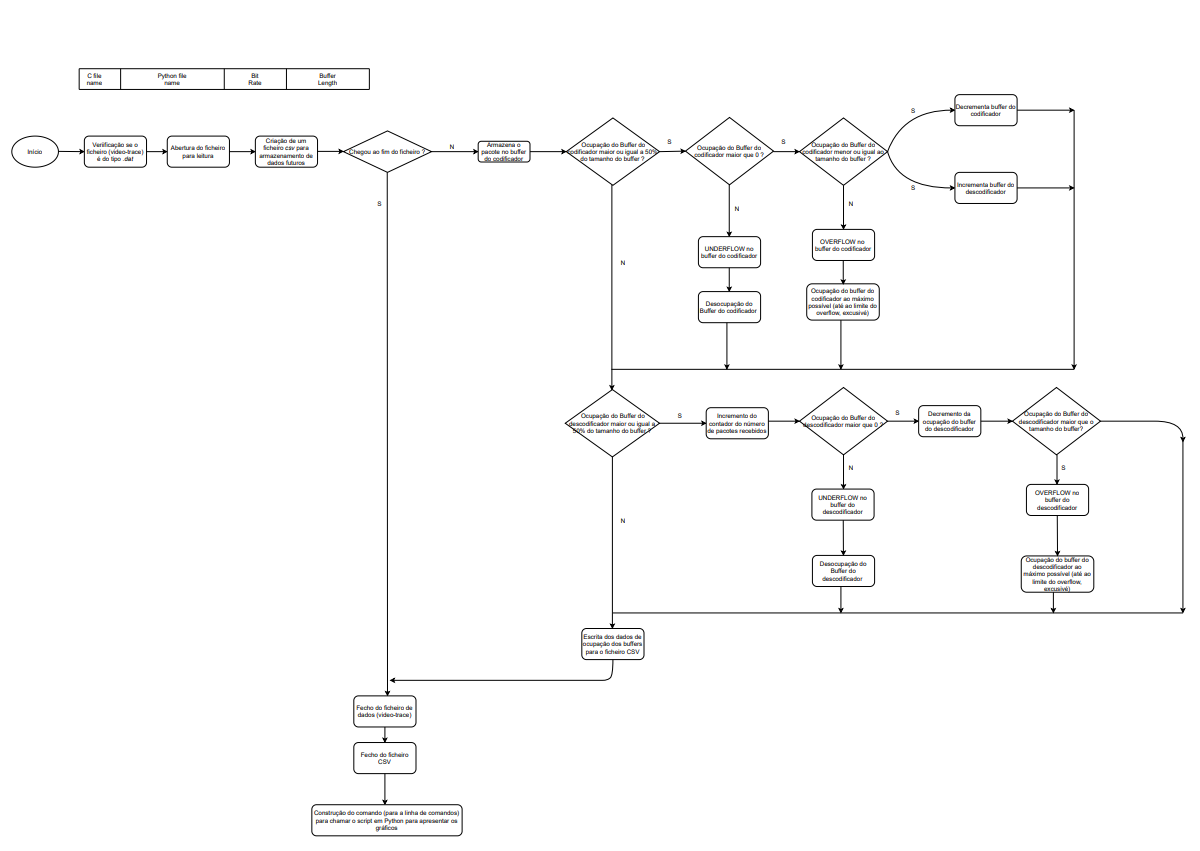 C file
name
Python file
name
Bit
Rate
Buffer
Length
Início
Verificação se o
ficheiro (video-trace)
é do tipo .dat
Abertura do ficheiro
para leitura
Criação de um
ficheiro csv para
armazenamento de
dados futuros
Chegou ao fim do ficheiro ?
N
S
Armazena o
pacote no buffer
do codificador
Ocupação do Buffer do
codificador maior ou igual a 50%
do tamanho do buffer ?
S
N
Ocupação do Buffer do
codificador maior que 0 ?
S
N
Ocupação do Buffer do
codificador menor ou igual ao
tamanho do buffer ?
S
S
N
Decrementa buffer do
codificador
Incrementa buffer do
descodificador
UNDERFLOW no
buffer do codificador
Desocupação do
Buffer do codificador
OVERFLOW no
buffer do codificador
Ocupação do buffer do
codificador ao máximo
possível (até ao limite do
overflow, excusivé)
Ocupação do Buffer do
descodificador maior ou igual a
50% do tamanho do buffer ?
S
N
Incremento do
contador do número
de pacotes recebidos
Ocupação do Buffer do
descodificador maior que 0 ?
S
N
Decremento da
ocupação do buffer
do descodificador
Ocupação do Buffer do
descodificador maior que o
tamanho do buffer?
S
UNDERFLOW no
buffer do
descodificador
Desocupação do
Buffer do
descodificador
OVERFLOW no
buffer do
descodificador
Ocupação do buffer do
descodificador ao
máximo possível (até ao
limite do overflow,
excusivé)
Escrita dos dados de
ocupação dos buffers
para o ficheiro CSV
Fecho do ficheiro de
dados (video-trace)
Fecho do ficheiro
CSV
Construção do comando (para a linha de comandos)
para chamar o script em Python para apresentar os
gráficos